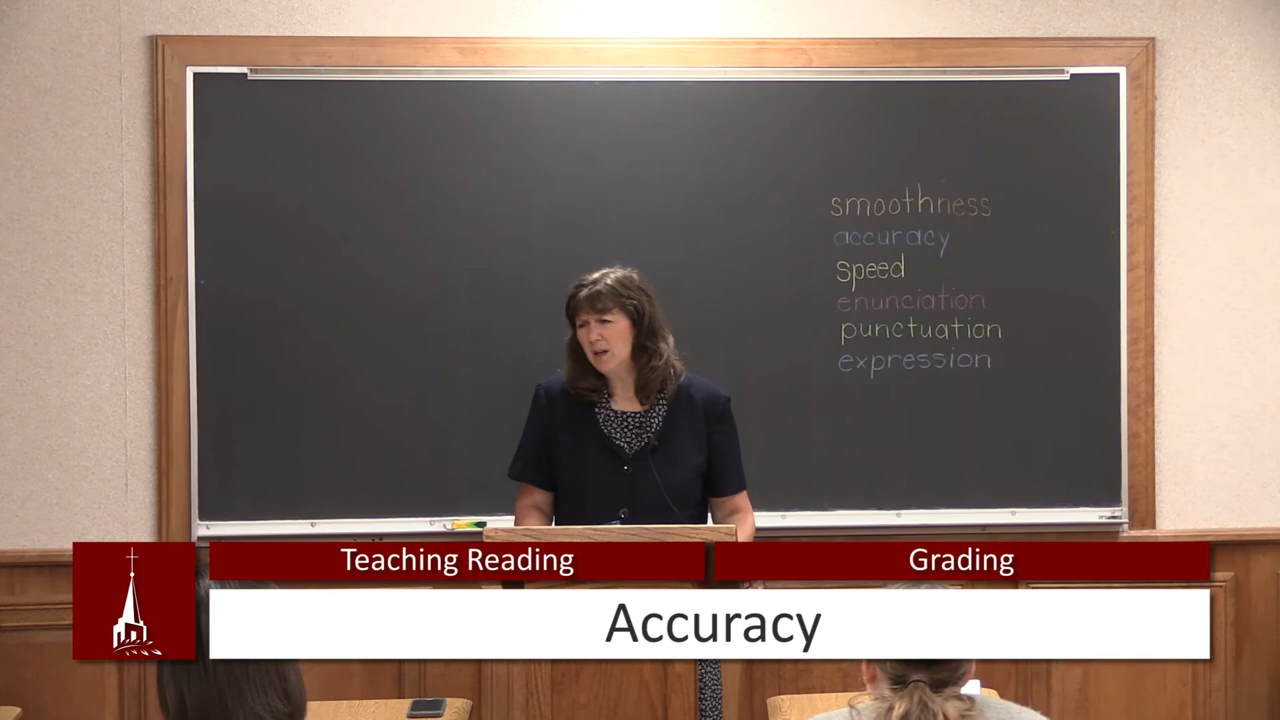 smoothness
accuracy
speed
enunciation
punctuation
expression
Teaching Reading
Grading
Accuracy